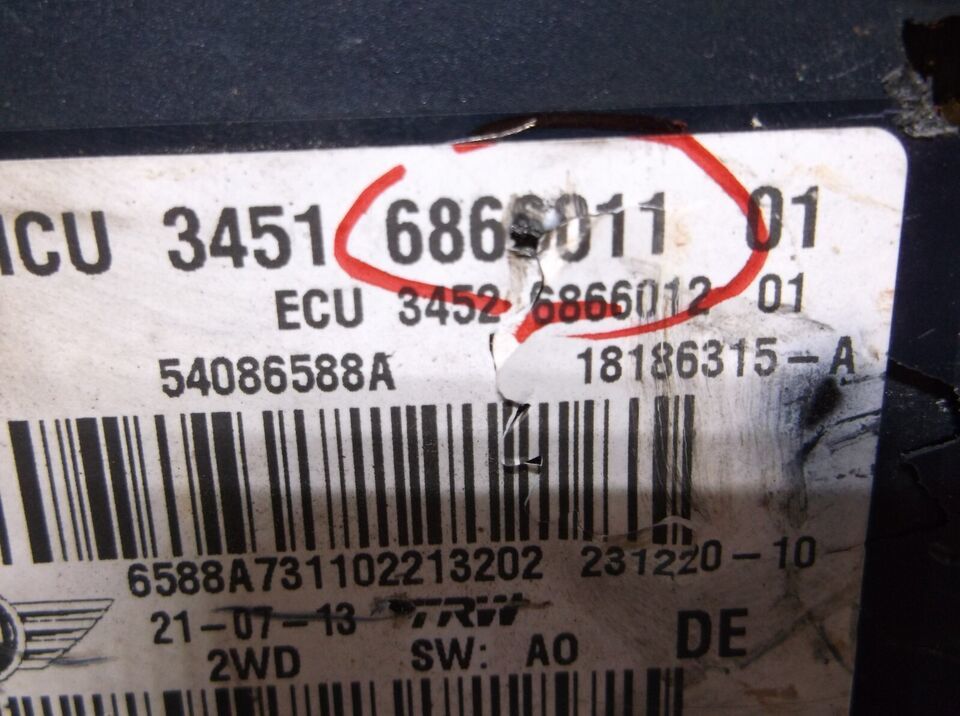 HCU 3451 6866011 01
ECU 3452 6866012 01
54086588A 18186315-A
6588A731102213202 231220-10
21-07-13 TRW
2WD SW: A0 DE